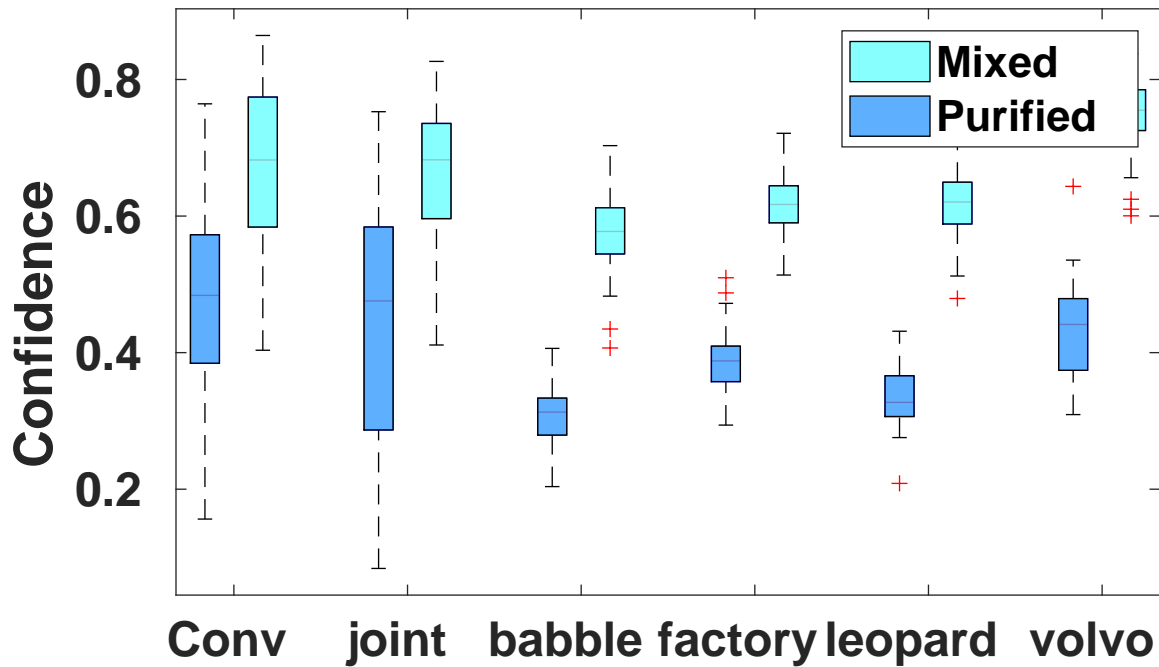 Mixed
Purified
Confidence
0.8
0.6
0.4
0.2
Conv joint babble factory leopard volvo